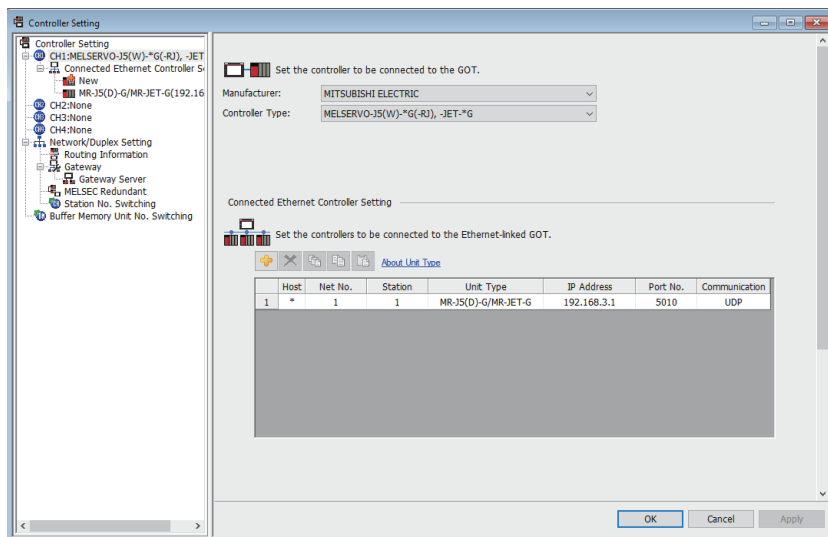 Controller Setting
Controller Setting
CH1:MELSERVO-J5(W)-*G(-RJ), -JET
Connected Ethernet Controller S
New
MR-J5(D)-G/MR-JET-G(192.16
CH2:None
CH3:None
CH4:None
Network/Duplex Setting
Routing Information
Gateway
Gateway Server
MELSEC Redundant
Station No. Switching
Buffer Memory Unit No. Switching
Set the controller to be connected to the GOT.
Manufacturer: MITSUBISHI ELECTRIC
Controller Type: MELSERVO-J5(W)-*G(-RJ), -JET-*G
Connected Ethernet Controller Setting
Set the controllers to be connected to the Ethernet-linked GOT.
About Unit Type
Host Net No. Station Unit Type IP Address Port No. Communication
1 * 1 1 MR-J5(D)-G/MR-JET-G 192.168.3.1 5010 UDP
OK Cancel Apply